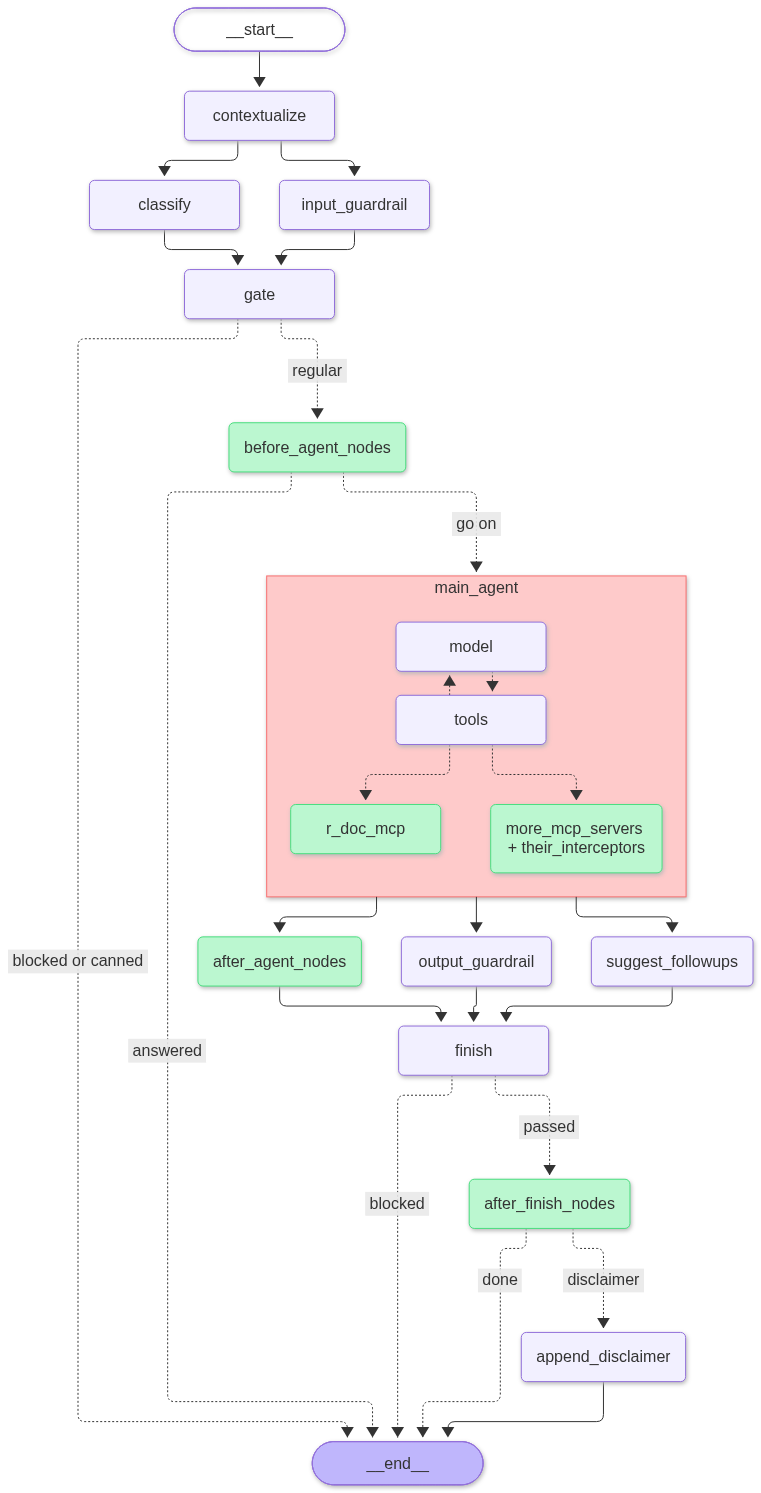 __start__
contextualize
classify
input_guardrail
gate
regular
before_agent_nodes
go on
main_agent
model
tools
r_doc_mcp
more_mcp_servers
+ their_interceptors
blocked or canned
after_agent_nodes
output_guardrail
suggest_followups
answered
finish
passed
blocked
after_finish_nodes
done
disclaimer
append_disclaimer
__end__